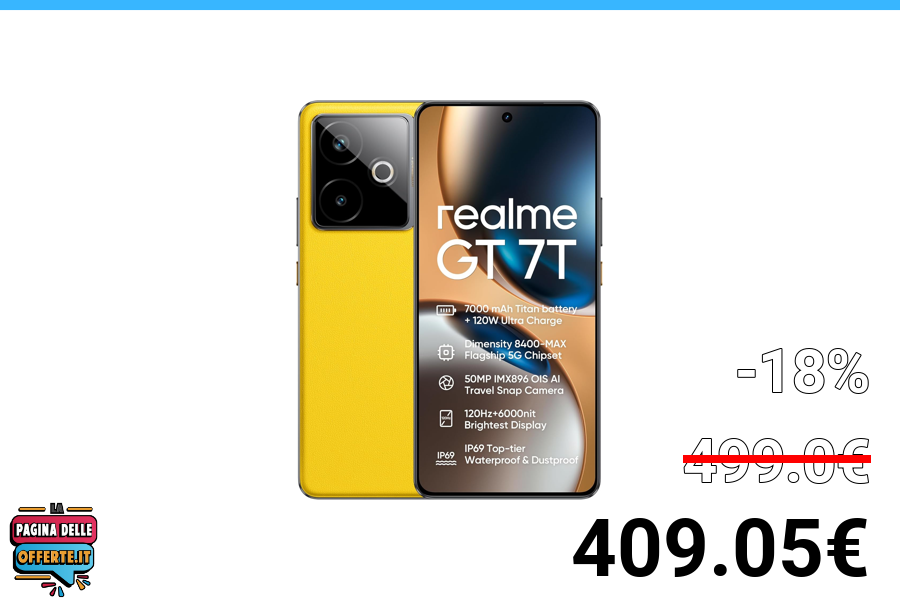 realme
GT 7T
7000 mAh Titan battery
+ 120W Ultra Charge
Dimensity 8400-MAX
Flagship 5G Chipset
50MP IMX896 OIS AI
Travel Snap Camera
120Hz+6000nit
Brightest Display
IP69
IP69 Top-tier
Waterproof & Dustproof
-18%
499.0€
409.05€
LA
PAGINA DELLE
OFFERTE.IT